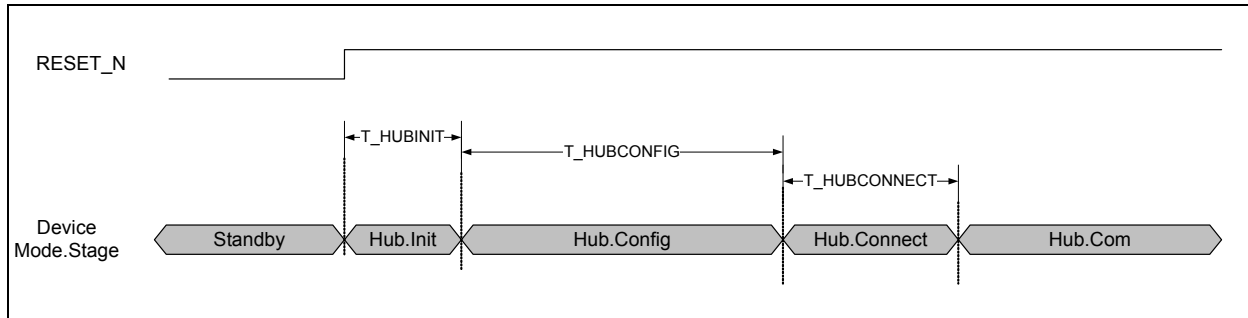 RESET_N
T_HUBINIT
T_HUBCONFIG
T_HUBCONNECT
Device
Mode.Stage
Standby
Hub.Init
Hub.Config
Hub.Connect
Hub.Com